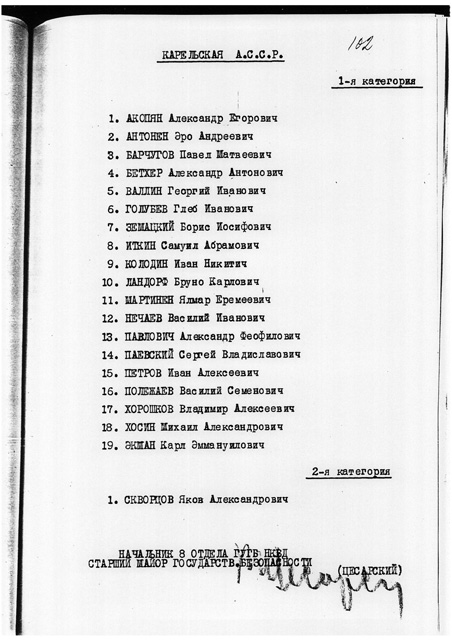 102
КАРЕЛЬСКАЯ А.С.С.Р.
1-я категория
1. АКОПЯН Александр Егорович
2. АНТОНЕН Эро Андреевич
3. БАРЧУГОВ Павел Матвеевич
4. БЕТХЕР Александр Антонович
5. ВАЛЛИН Георгий Иванович
6. ГОЛУБЕВ Глеб Иванович
7. ЗЕМАЦКИЙ Борис Иосифович
8. ИТКИН Самуил Абрамович
9. КОЛОДИН Иван Никитич
10. ЛАНДОРФ Бруно Карлович
11. МАРТИНЕН Ялмар Еремеевич
12. НЕЧАЕВ Василий Иванович
13. ПАВЛОВИЧ Александр Феофилович
14. ПАЕВСКИЙ Сергей Владиславович
15. ПЕТРОВ Иван Алексеевич
16. ПОЛЕЖАЕВ Василий Семенович
17. ХОРОШКОВ Владимир Алексеевич
18. ХОСИН Михаил Александрович
19. ЭКМАН Карл Эммануилович
2-я категория
1. СКВОРЦОВ Яков Александрович
НАЧАЛЬНИК 8 ОТДЕЛА ГУГБ НКВД
СТАРШИЙ МАЙОР ГОСУДАРСТВ.БЕЗОПАСНОСТИ
(ЦЕСАРСКИЙ)